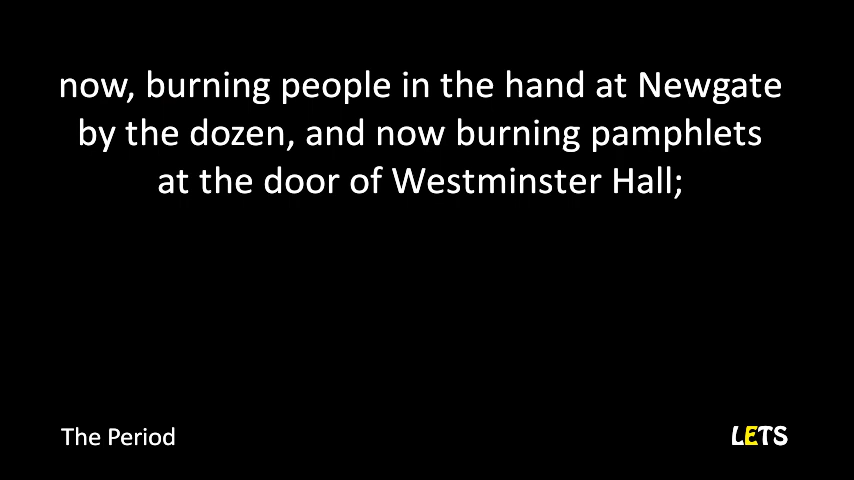 now, burning people in the hand at Newgate
by the dozen, and now burning pamphlets
at the door of Westminster Hall;
The Period
LETS